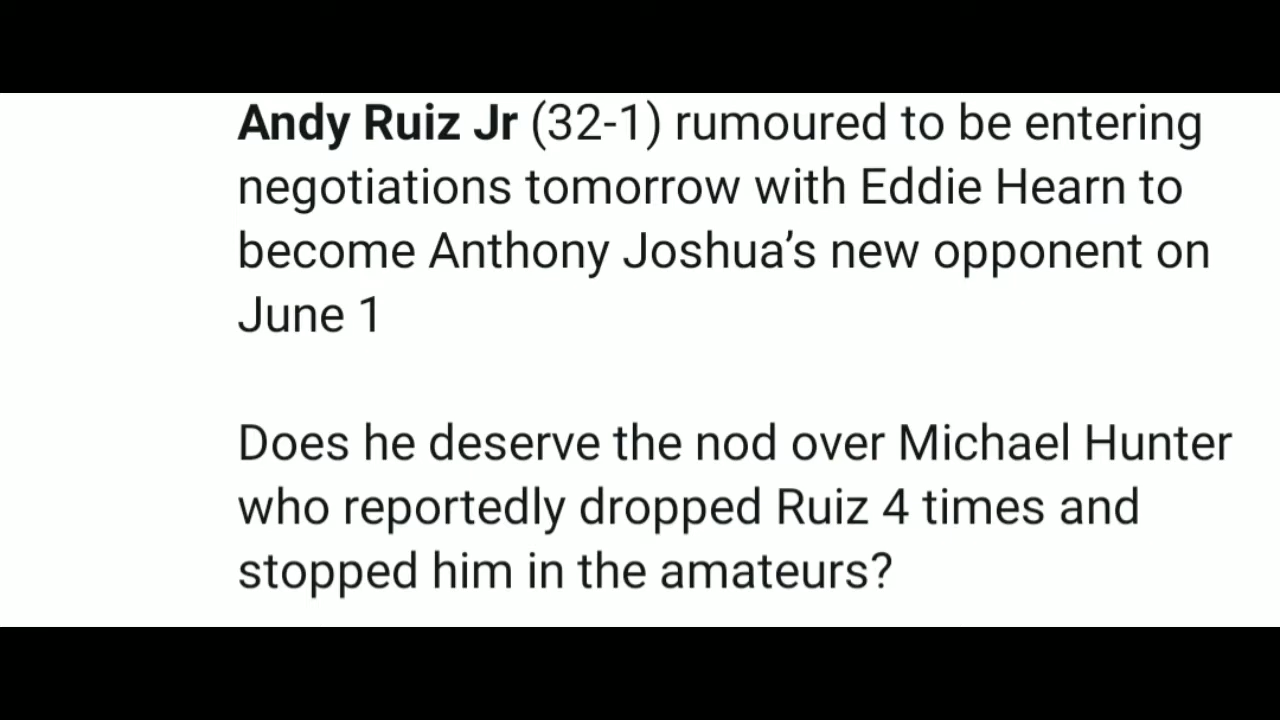 Andy Ruiz Jr (32-1) rumoured to be entering
negotiations tomorrow with Eddie Hearn to
become Anthony Joshua’s new opponent on
June 1
Does he deserve the nod over Michael Hunter
who reportedly dropped Ruiz 4 times and
stopped him in the amateurs?